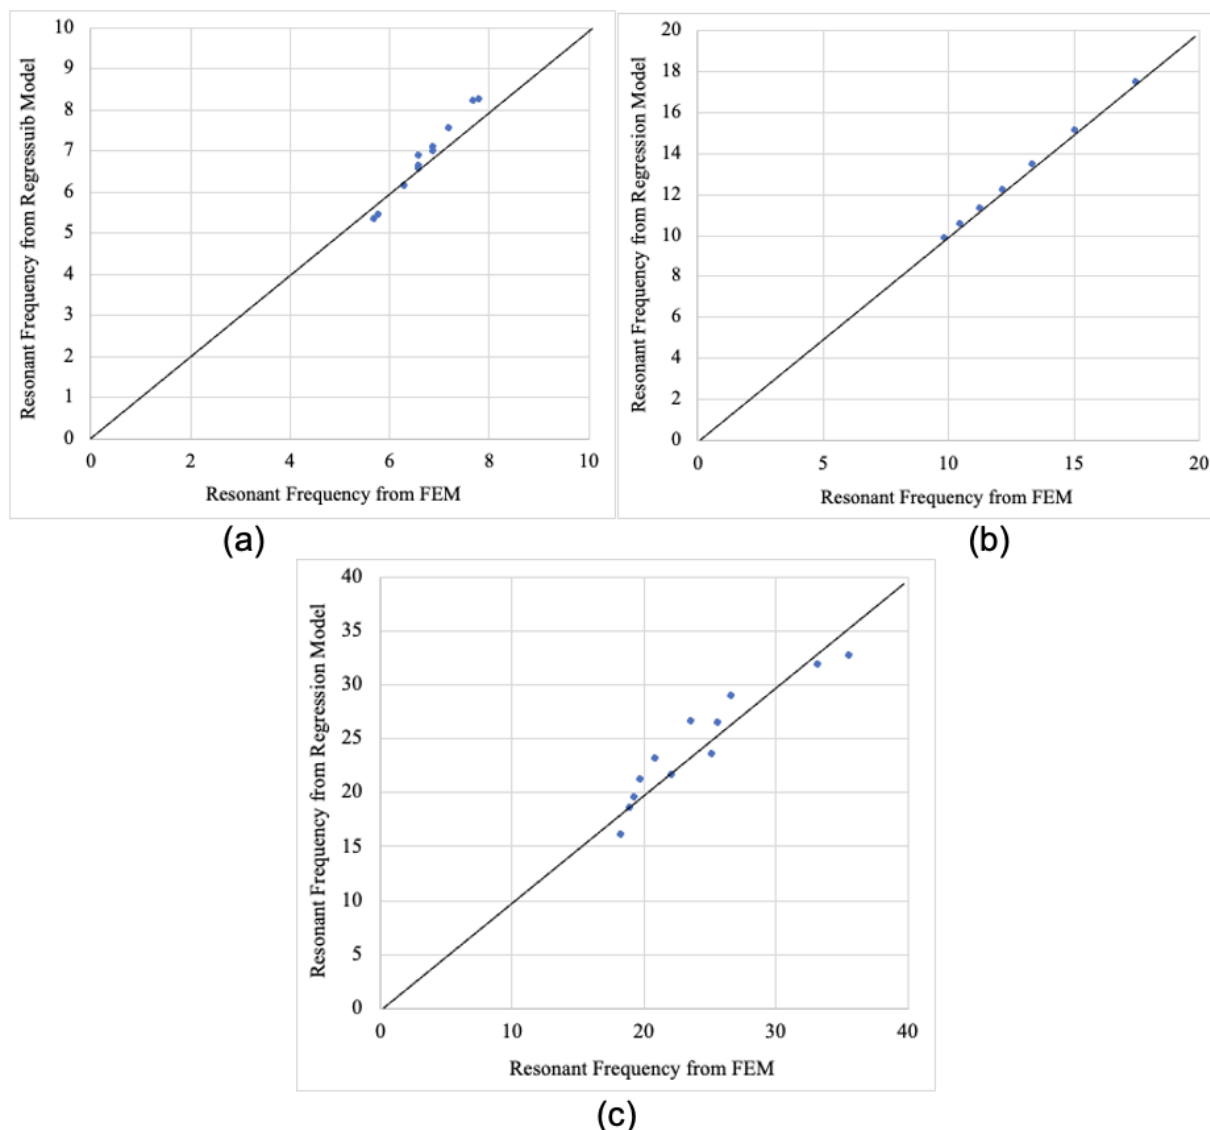 10
9
8
7
6
5
4
3
2
1
0
Resonant Frequency from Regressuib Model
0 2 4 6 8 10
Resonant Frequency from FEM
(a)
20
18
16
14
12
10
8
6
4
2
0
Resonant Frequency from Regression Model
0 5 10 15 20
Resonant Frequency from FEM
(b)
40
35
30
25
20
15
10
5
0
Resonant Frequency from Regression Model
0 10 20 30 40
Resonant Frequency from FEM
(c)